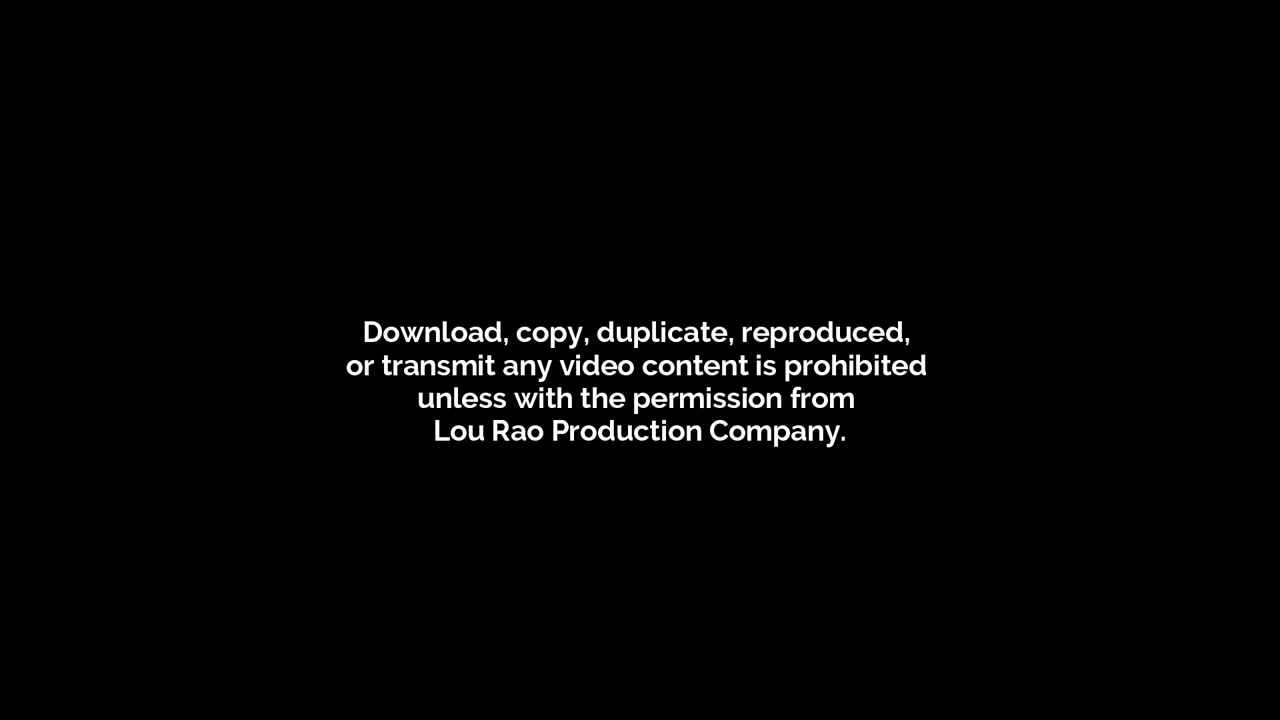 Download, copy, duplicate, reproduced,
or transmit any video content is prohibited
unless with the permission from
Lou Rao Production Company.